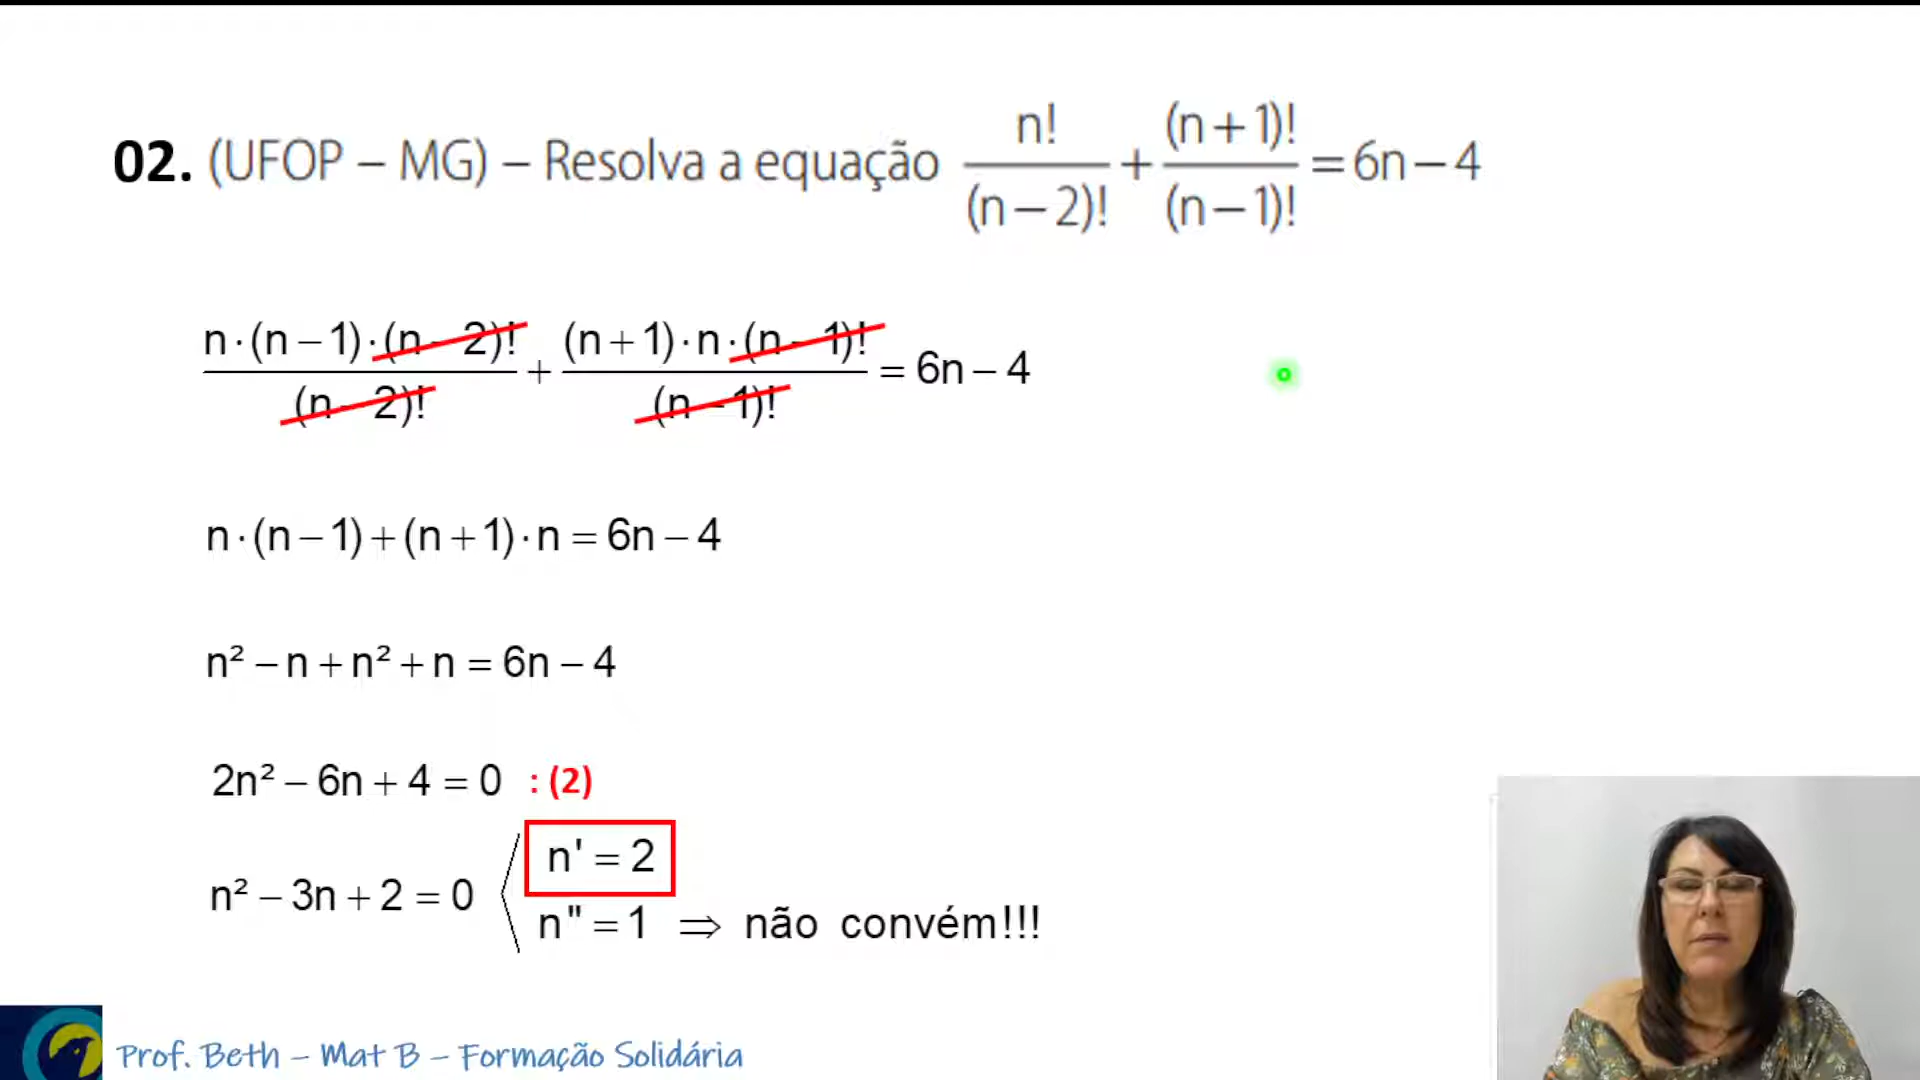 02. (UFOP – MG) – Resolva a equação n!/(n – 2)! + (n + 1)!/(n – 1)! = 6n – 4
n·(n – 1)·(n – 2)!/(n – 2)! + (n + 1)·n·(n – 1)!/(n – 1)! = 6n – 4
n·(n – 1) + (n + 1)·n = 6n – 4
n² – n + n² + n = 6n – 4
2n² – 6n + 4 = 0 : (2)
n' = 2
n² – 3n + 2 = 0
n'' = 1 ⇒ não convém!!!
Prof. Beth – Mat B – Formação Solidária